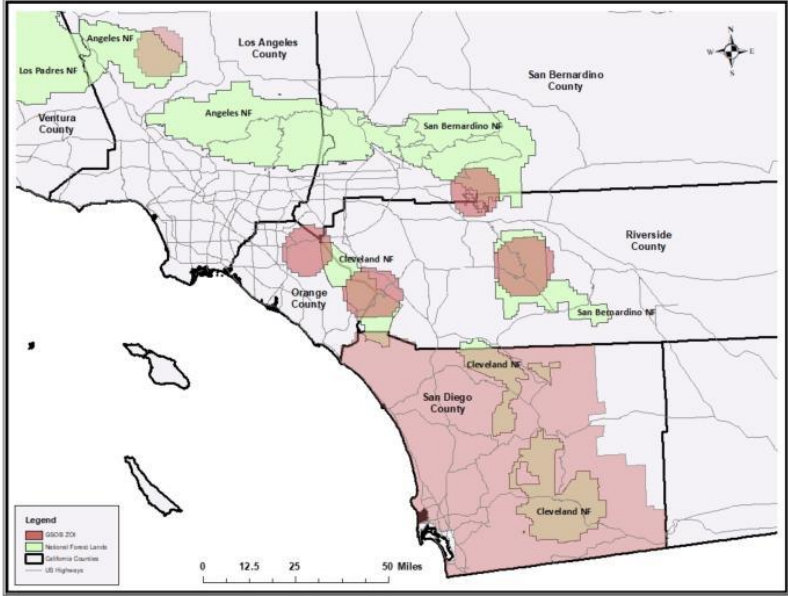 Angeles NF
Los Angeles
County
Los Padres NF
San Bernardino
County
N
W E
S
Ventura
County
Angeles NF
San Bernardino NF
Riverside
County
Cleveland NF
Orange
County
San Bernardino NF
Cleveland NF
San Diego
County
Cleveland NF
Legend
GSOB ZOI
National Forest Lands
California Counties
US Highways
0 12.5 25 50 Miles